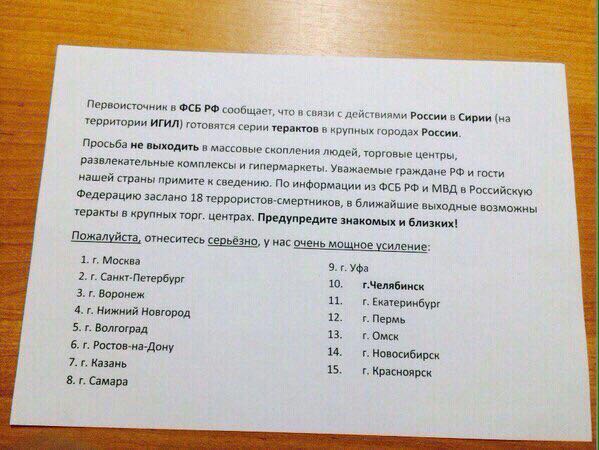 Первоисточник в ФСБ РФ сообщает, что в связи с действиями России в Сирии (на
территории ИГИЛ) готовятся серии терактов в крупных городах России.
Просьба не выходить в массовые скопления людей, торговые центры,
развлекательные комплексы и гипермаркеты. Уважаемые граждане РФ и гости
нашей страны примите к сведению. По информации из ФСБ РФ и МВД в Российскую
Федерацию заслано 18 террористов-смертников, в ближайшие выходные возможны
теракты в крупных торг. центрах. Предупредите знакомых и близких!
Пожалуйста, отнеситесь серьёзно, у нас очень мощное усиление:
1. г. Москва
2. г. Санкт-Петербург
3. г. Воронеж
4. г. Нижний Новгород
5. г. Волгоград
6. г. Ростов-на-Дону
7. г. Казань
8. г. Самара
9. г. Уфа
10. г.Челябинск
11. г. Екатеринбург
12. г. Пермь
13. г. Омск
14. г. Новосибирск
15. г. Красноярск